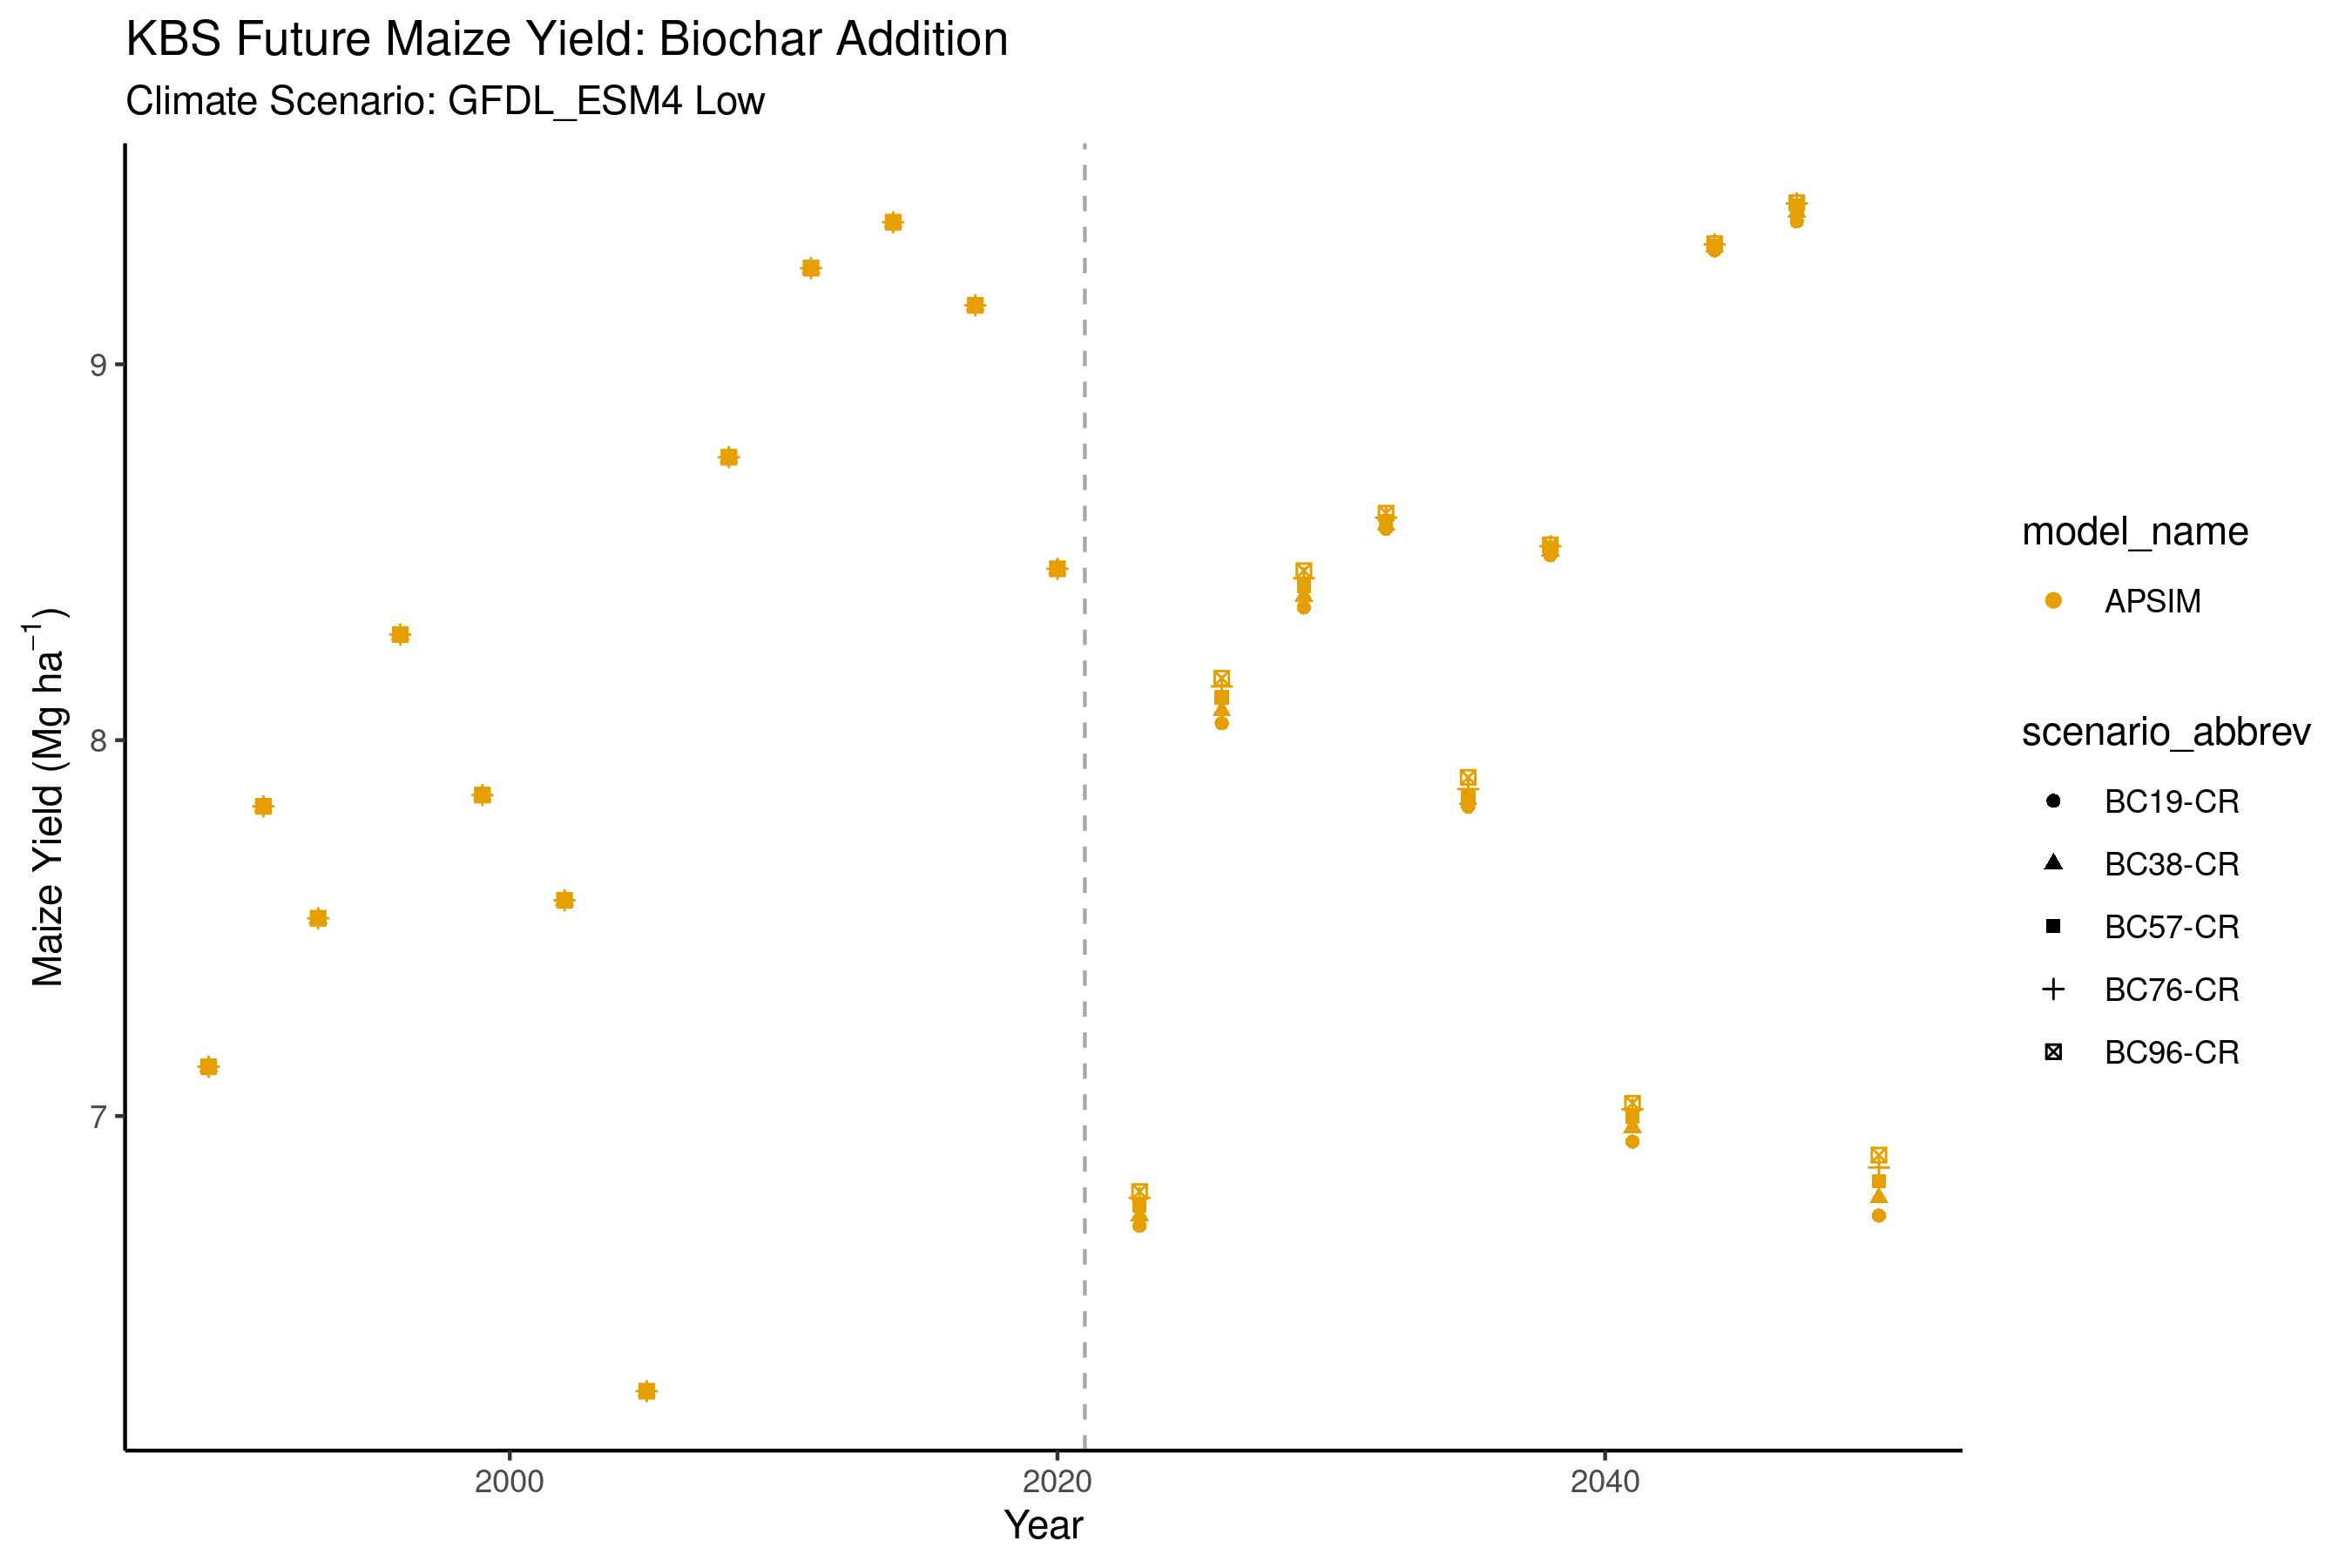 KBS Future Maize Yield: Biochar Addition
Climate Scenario: GFDL_ESM4 Low
Maize Yield (Mg ha⁻¹)
9
8
7
2000
2020
2040
Year
model_name
APSIM
scenario_abbrev
BC19-CR
BC38-CR
BC57-CR
BC76-CR
BC96-CR